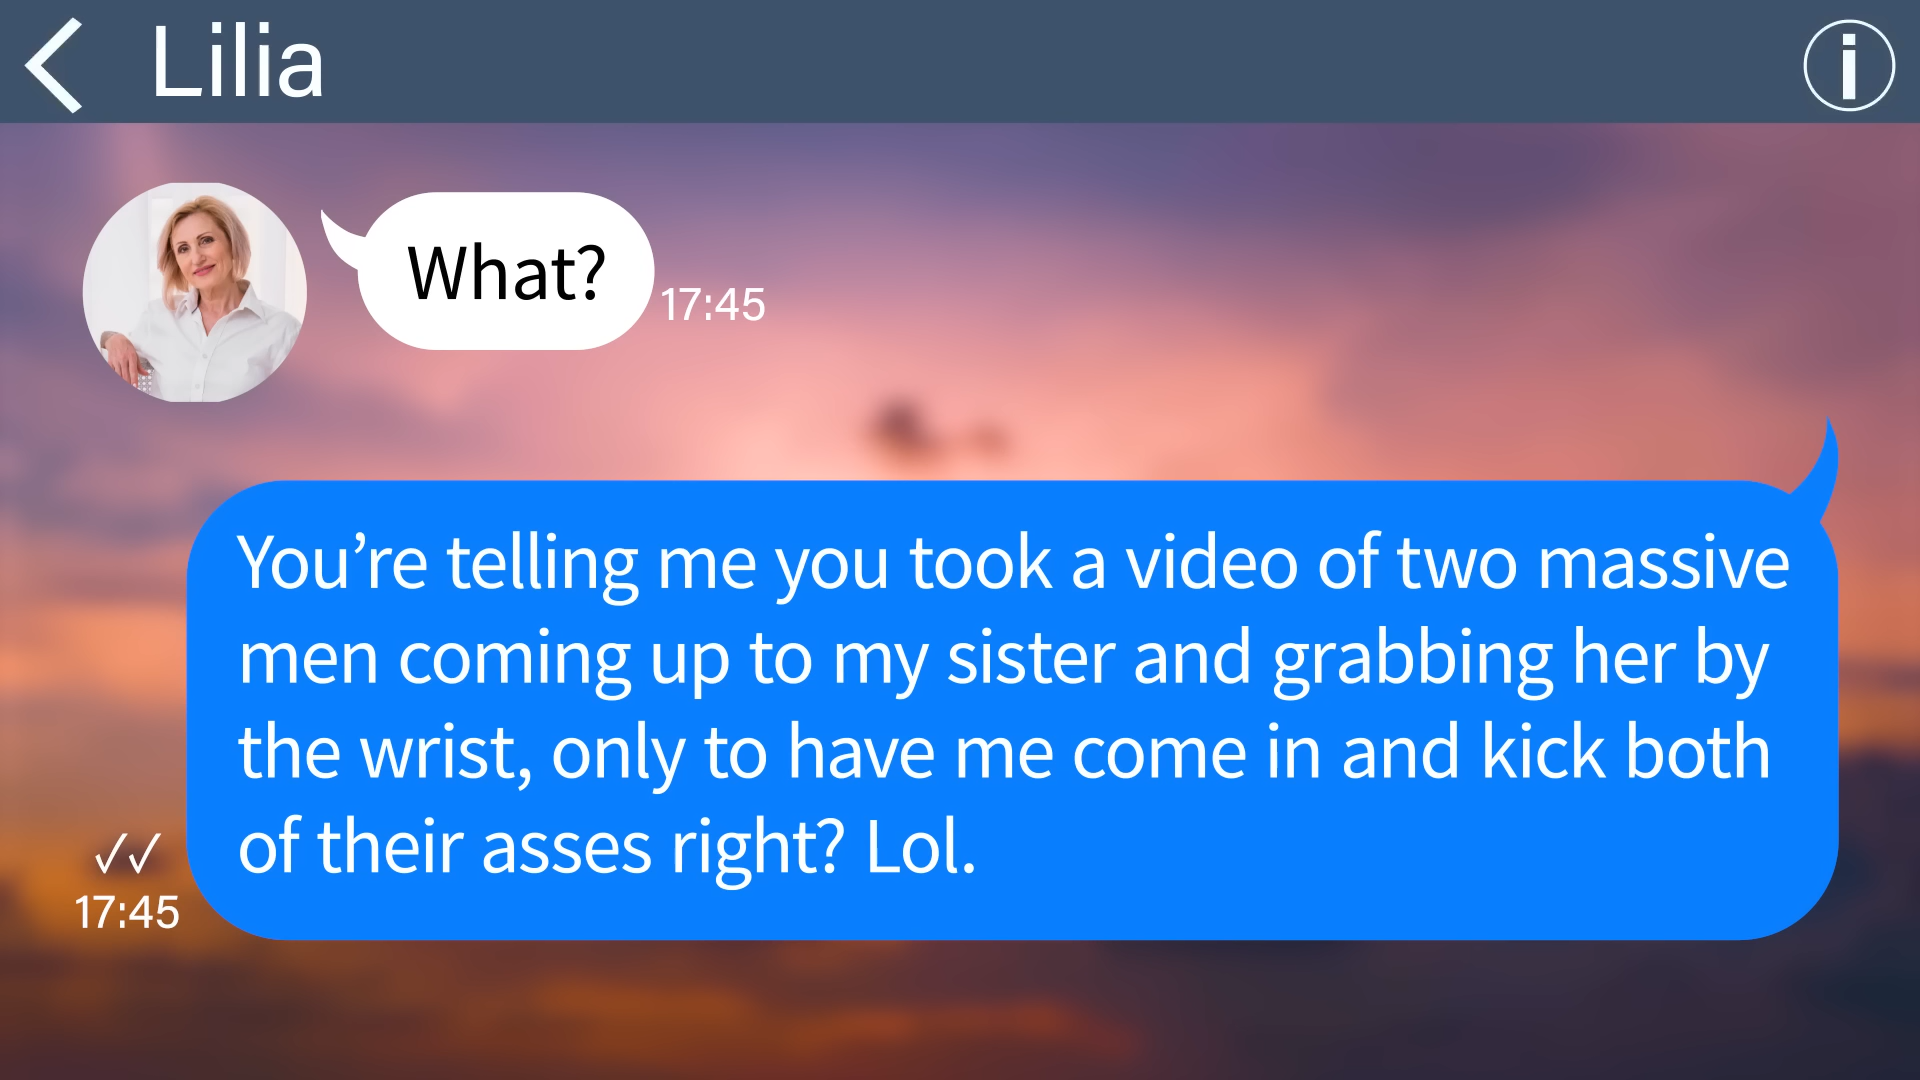 Lilia
What?
17:45
You’re telling me you took a video of two massive
men coming up to my sister and grabbing her by
the wrist, only to have me come in and kick both
of their asses right? Lol.
✓✓
17:45